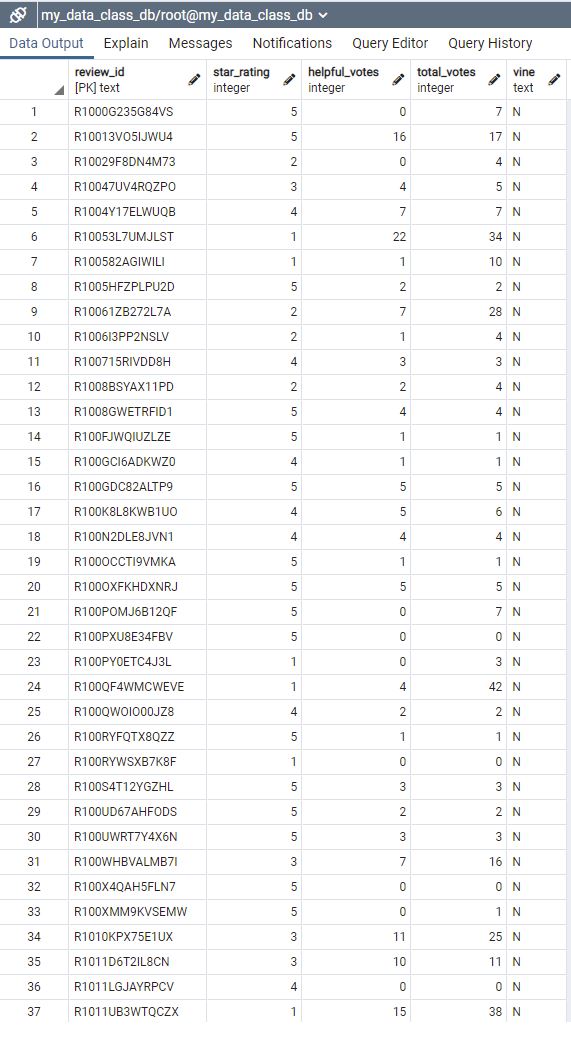 my_data_class_db/root@my_data_class_db
Data Output Explain Messages Notifications Query Editor Query History
review_id star_rating helpful_votes total_votes vine
[PK] text integer integer integer text
1 R1000G235G84VS 5 0 7 N
2 R10013VO5IJWU4 5 16 17 N
3 R10029F8DN4M73 2 0 4 N
4 R10047UV4RQZPO 3 4 5 N
5 R1004Y17ELWUQB 4 7 7 N
6 R10053L7UMJLST 1 22 34 N
7 R100582AGIWILI 1 1 10 N
8 R1005HFZPLPU2D 5 2 2 N
9 R10061ZB272L7A 2 7 28 N
10 R1006I3PP2NSLV 2 1 4 N
11 R100715RIVDD8H 4 3 3 N
12 R1008BSYAX11PD 2 2 4 N
13 R1008GWETRFID1 5 4 4 N
14 R100FJWQIUZLZE 5 1 1 N
15 R100GCI6ADKWZ0 4 1 1 N
16 R100GDC82ALTP9 5 5 5 N
17 R100K8L8KWB1UO 4 5 6 N
18 R100N2DLE8JVN1 4 4 4 N
19 R100OCCTI9VMKA 5 1 1 N
20 R100OXFKHDXNRJ 5 5 5 N
21 R100POMJ6B12QF 5 0 7 N
22 R100PXU8E34FBV 5 0 0 N
23 R100PY0ETC4J3L 1 0 3 N
24 R100QF4WMCWEVE 1 4 42 N
25 R100QWOIO00JZ8 4 2 2 N
26 R100RYFQTX8QZZ 5 1 1 N
27 R100RYWSXB7K8F 1 0 0 N
28 R100S4T12YGZHL 5 3 3 N
29 R100UD67AHFODS 5 2 2 N
30 R100UWRT7Y4X6N 5 3 3 N
31 R100WHBVALMB7I 3 7 16 N
32 R100X4QAH5FLN7 5 0 0 N
33 R100XMM9KVSEMW 5 0 1 N
34 R1010KPX75E1UX 3 11 25 N
35 R1011D6T2IL8CN 3 10 11 N
36 R1011LGJAYRPCV 4 0 0 N
37 R1011UB3WTQCZX 1 15 38 N